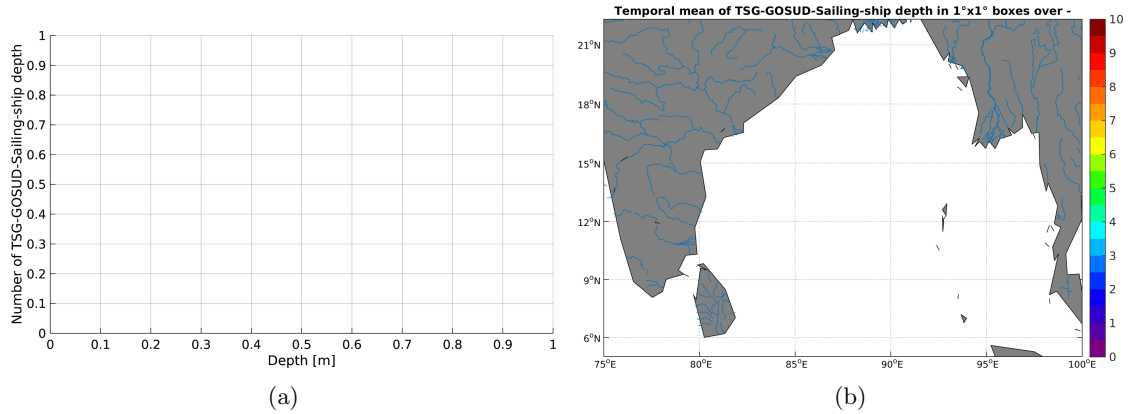 Number of TSG-GOSUD-Sailing-ship depth
1
0.9
0.8
0.7
0.6
0.5
0.4
0.3
0.2
0.1
0
0 0.1 0.2 0.3 0.4 0.5 0.6 0.7 0.8 0.9 1
Depth [m]
(a)
Temporal mean of TSG-GOSUD-Sailing-ship depth in 1°x1° boxes over -
21°N
18°N
15°N
12°N
9°N
6°N
75°E 80°E 85°E 90°E 95°E 100°E
10
9
8
7
6
5
4
3
2
1
0
(b)